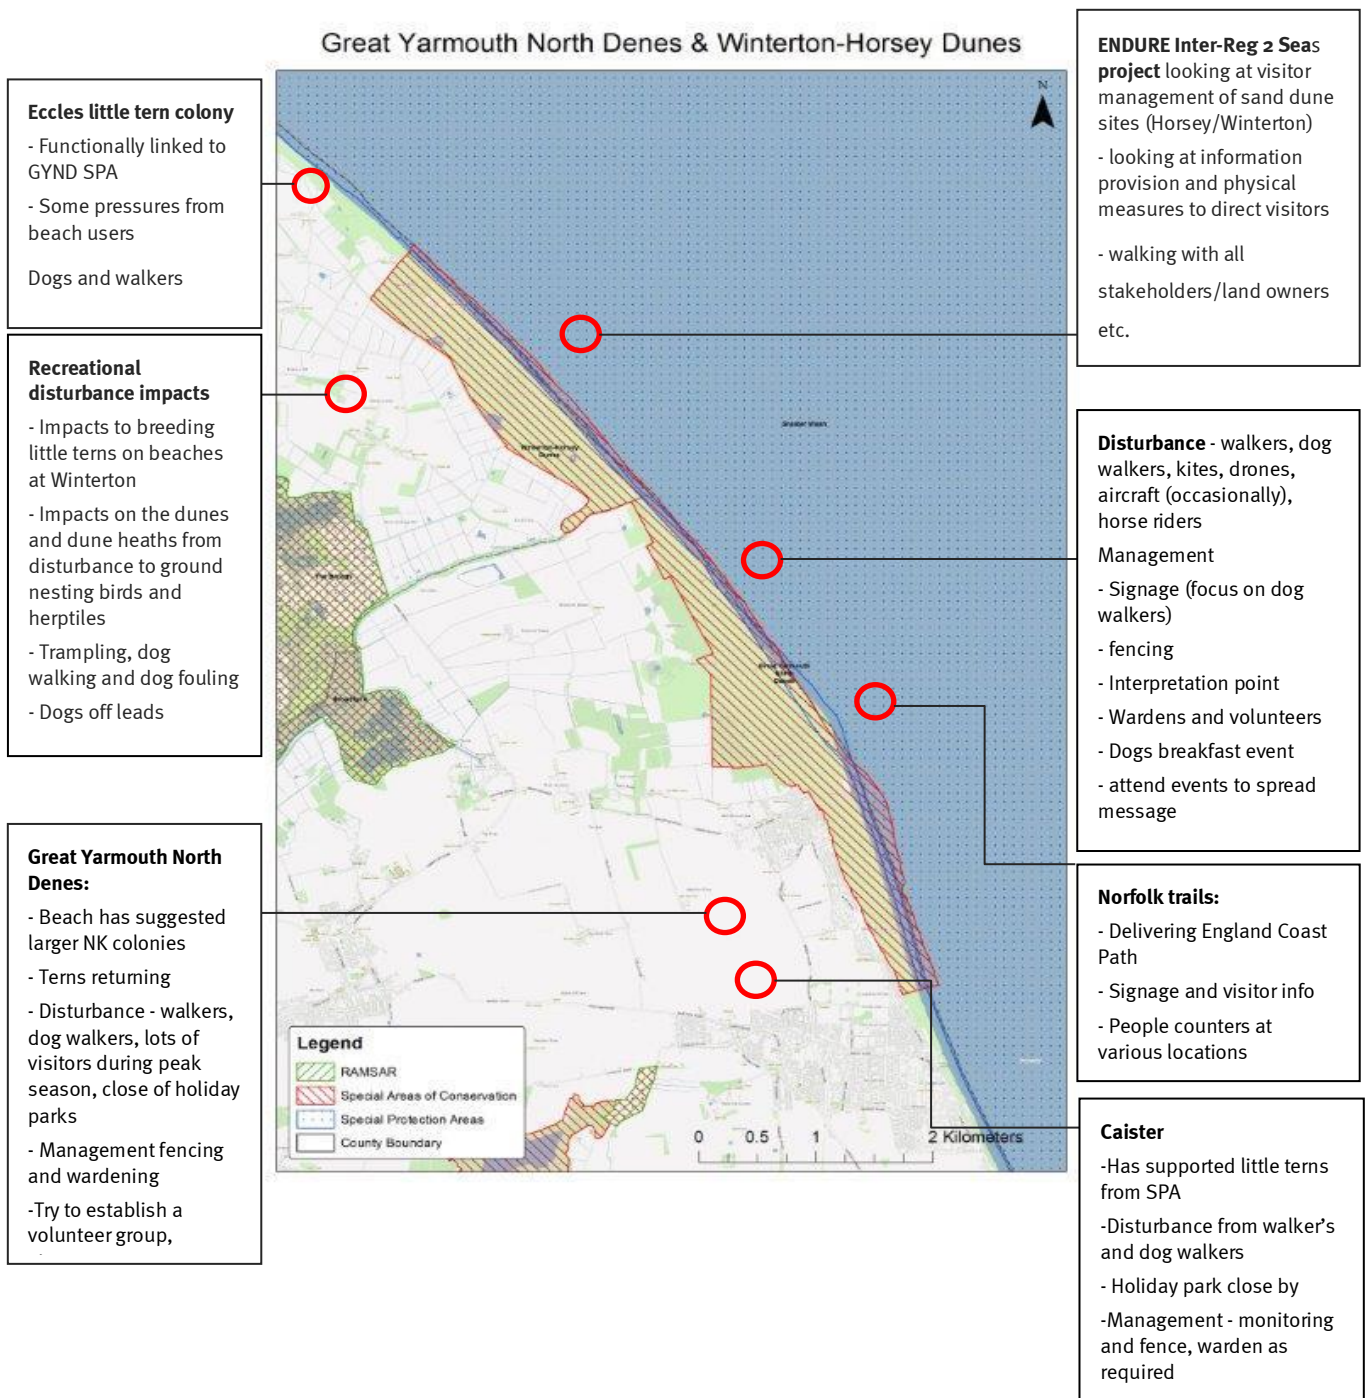 Great Yarmouth North Denes & Winterton-Horsey Dunes
Eccles little tern colony
- Functionally linked to
GYND SPA
- Some pressures from
beach users
Dogs and walkers
Recreational
disturbance impacts
- Impacts to breeding
little terns on beaches
at Winterton
- Impacts on the dunes
and dune heaths from
disturbance to ground
nesting birds and
herptiles
- Trampling, dog
walking and dog fouling
- Dogs off leads
Great Yarmouth North
Denes:
- Beach has suggested
larger NK colonies
- Terns returning
- Disturbance - walkers,
dog walkers, lots of
visitors during peak
season, close of holiday
parks
- Management fencing
and wardening
-Try to establish a
volunteer group,
N
Greater Wash
Winterton-Horsey
Dunes
Great Yarmouth
North
Denes
Legend
RAMSAR
Special Areas of Conservation
Special Protection Areas
County Boundary
0 0.5 1 2 Kilometers
ENDURE Inter-Reg 2 Seas
project looking at visitor
management of sand dune
sites (Horsey/Winterton)
- looking at information
provision and physical
measures to direct visitors
- walking with all
stakeholders/land owners
etc.
Disturbance - walkers, dog
walkers, kites, drones,
aircraft (occasionally),
horse riders
Management
- Signage (focus on dog
walkers)
- fencing
- Interpretation point
- Wardens and volunteers
- Dogs breakfast event
- attend events to spread
message
Norfolk trails:
- Delivering England Coast
Path
- Signage and visitor info
- People counters at
various locations
Caister
-Has supported little terns
from SPA
-Disturbance from walker's
and dog walkers
- Holiday park close by
-Management - monitoring
and fence, warden as
required